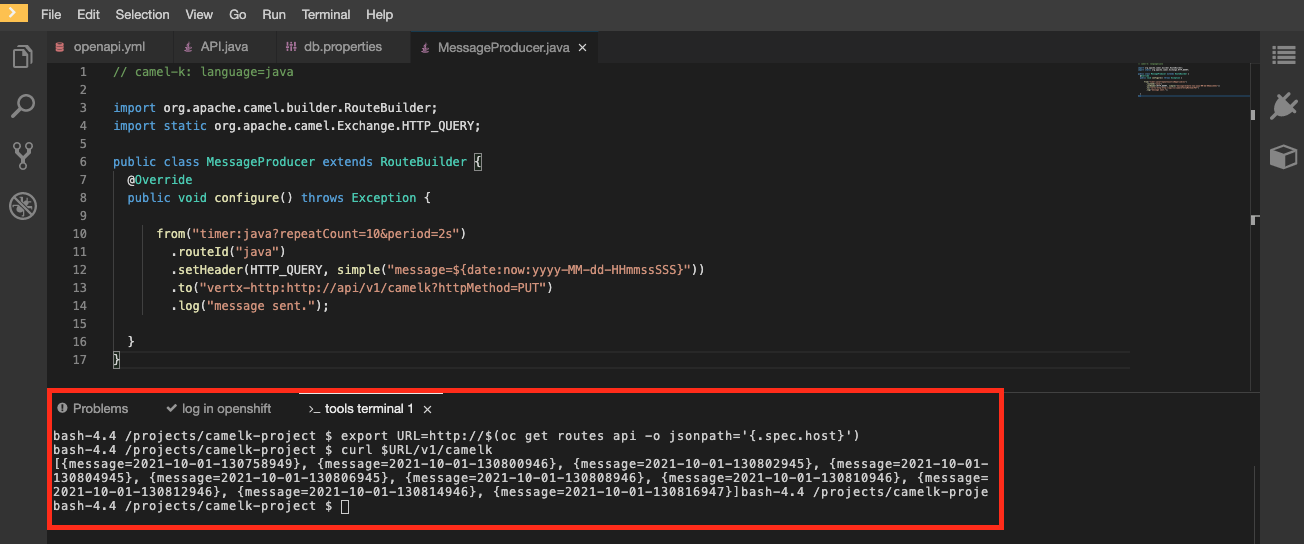 File Edit Selection View Go Run Terminal Help
openapi.yml API.java db.properties MessageProducer.java ×
1 // camel-k: language=java
2
3 import org.apache.camel.builder.RouteBuilder;
4 import static org.apache.camel.Exchange.HTTP_QUERY;
5
6 public class MessageProducer extends RouteBuilder {
7 @Override
8 public void configure() throws Exception {
9
10 from("timer:java?repeatCount=10&period=2s")
11 .routeId("java")
12 .setHeader(HTTP_QUERY, simple("message=${date:now:yyyy-MM-dd-HHmmssSSS}"))
13 .to("vertx-http:http://api/v1/camelk?httpMethod=PUT")
14 .log("message sent.");
15
16 }
17 }
Problems log in openshift >_ tools terminal 1 ×
bash-4.4 /projects/camelk-project $ export URL=http://$(oc get routes api -o jsonpath='{.spec.host}')
bash-4.4 /projects/camelk-project $ curl $URL/v1/camelk
[{message=2021-10-01-130758949}, {message=2021-10-01-130800946}, {message=2021-10-01-130802945}, {message=2021-10-01-
130804945}, {message=2021-10-01-130806945}, {message=2021-10-01-130808946}, {message=2021-10-01-130810946}, {message=
2021-10-01-130812946}, {message=2021-10-01-130814946}, {message=2021-10-01-130816947}]bash-4.4 /projects/camelk-proje
bash-4.4 /projects/camelk-project $